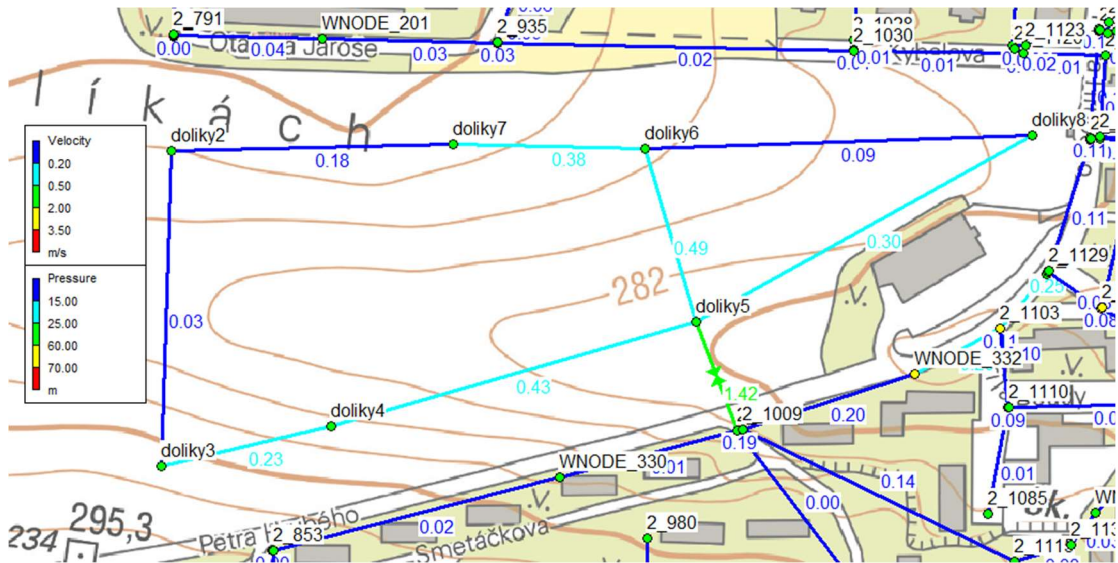 2_791
WNODE_201
2_935
2_1030
2_1123
0.00
0.04
0.03
0.03
0.02
0.01
0.01
0.02
l í k á c h
doliky2
doliky7
doliky6
doliky8
0.18
0.38
0.09
0.11
Velocity
0.20
0.50
2.00
3.50
m/s
Pressure
15.00
25.00
60.00
70.00
m
0.11
0.49
0.30
282
.V.
2_1129
0.25
0.03
doliky5
2_1103
0.08
WNODE_332
1.42
0.43
doliky4
2_1009
0.20
2_1110
0.09
0.19
doliky3
0.23
WNODE_330
0.01
0.14
0.01
0.00
295,3
234
0.02
2_853
Smetáčkova
2_980
2_1085
Šk.